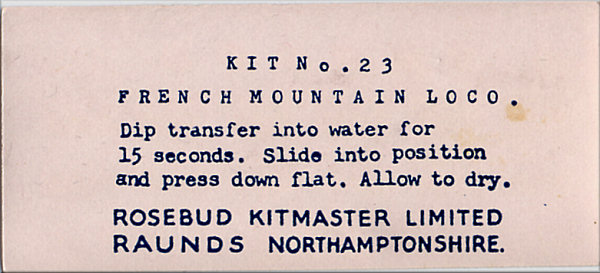 KIT No.23
FRENCH MOUNTAIN LOCO.
Dip transfer into water for
15 seconds. Slide into position
and press down flat. Allow to dry.
ROSEBUD KITMASTER LIMITED
RAUNDS NORTHAMPTONSHIRE.